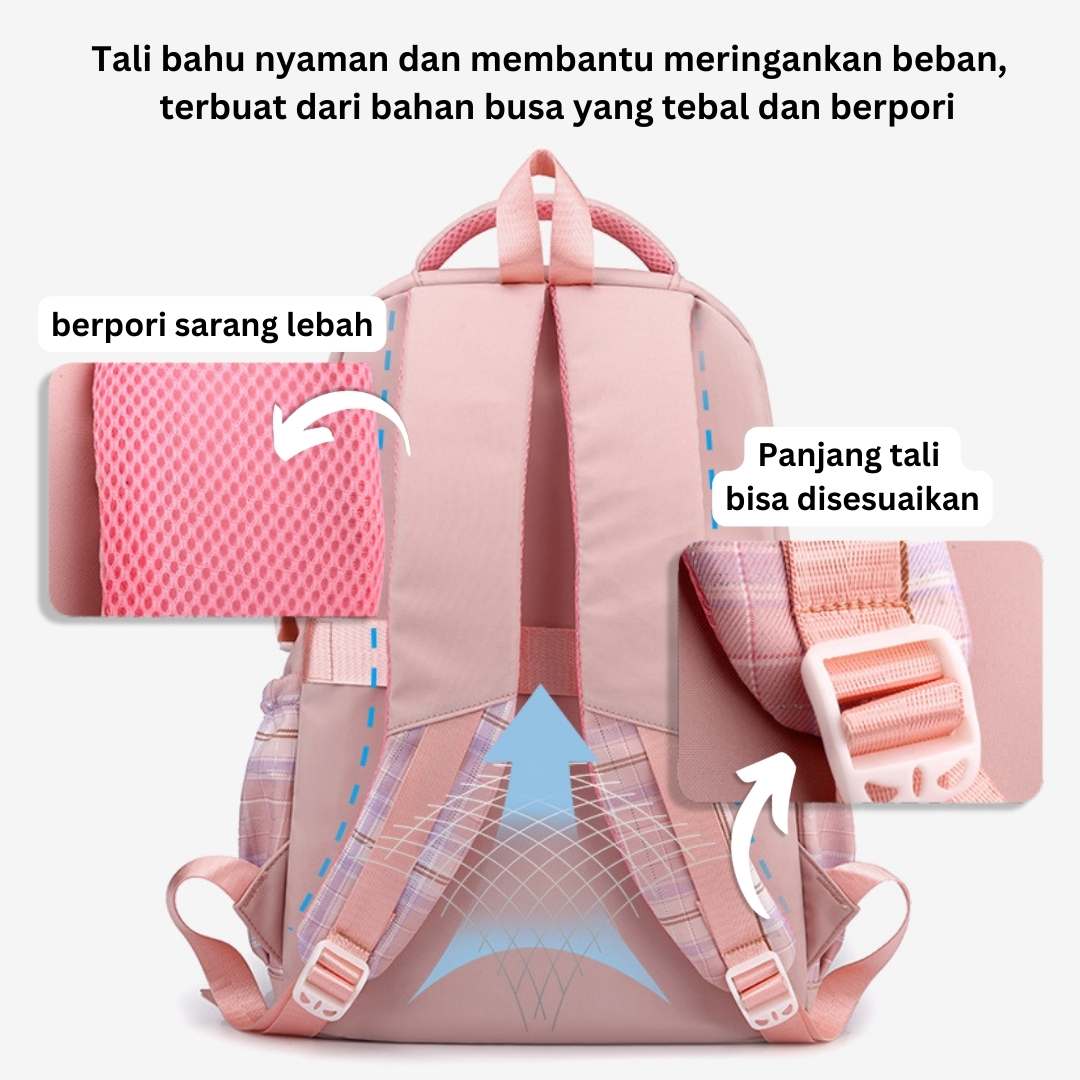 Tali bahu nyaman dan membantu meringankan beban,
terbuat dari bahan busa yang tebal dan berpori
berpori sarang lebah
Panjang tali
bisa disesuaikan